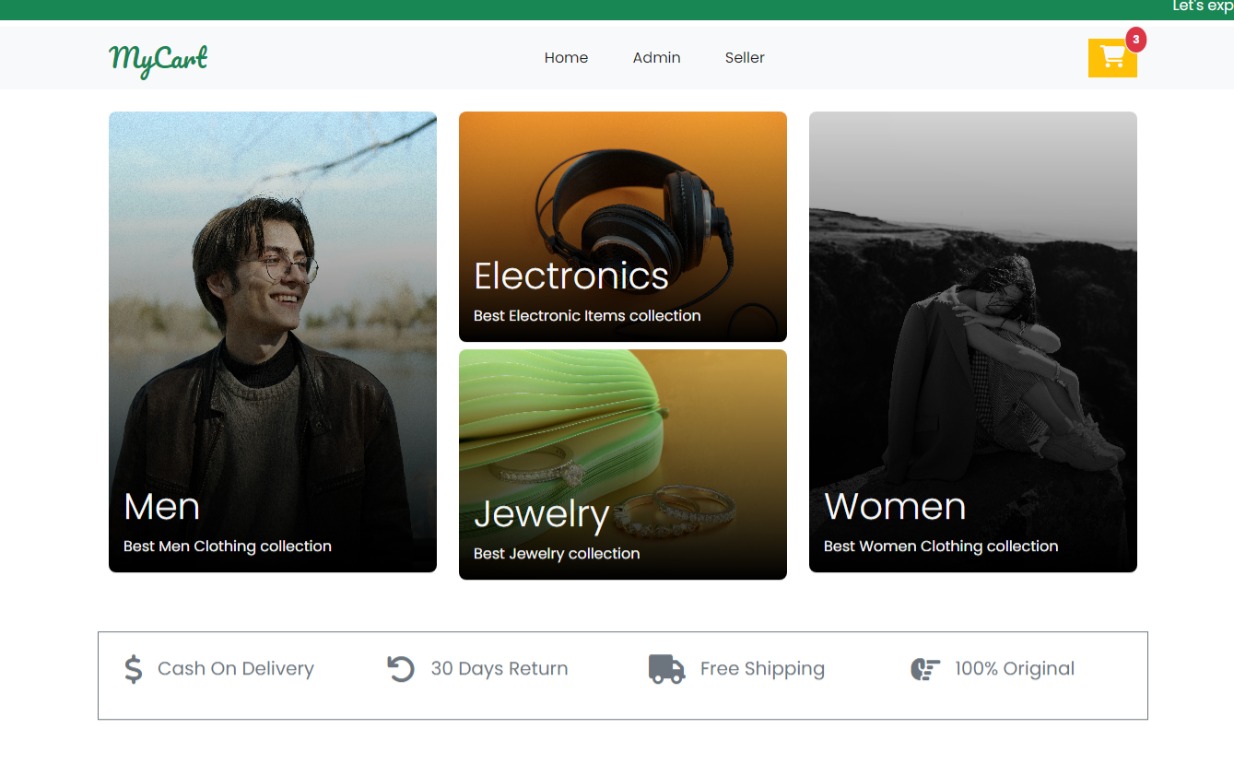 Let's exp
MyCart
Home Admin Seller
3
Men
Best Men Clothing collection
Electronics
Best Electronic Items collection
Jewelry
Best Jewelry collection
Women
Best Women Clothing collection
Cash On Delivery
30 Days Return
Free Shipping
100% Original